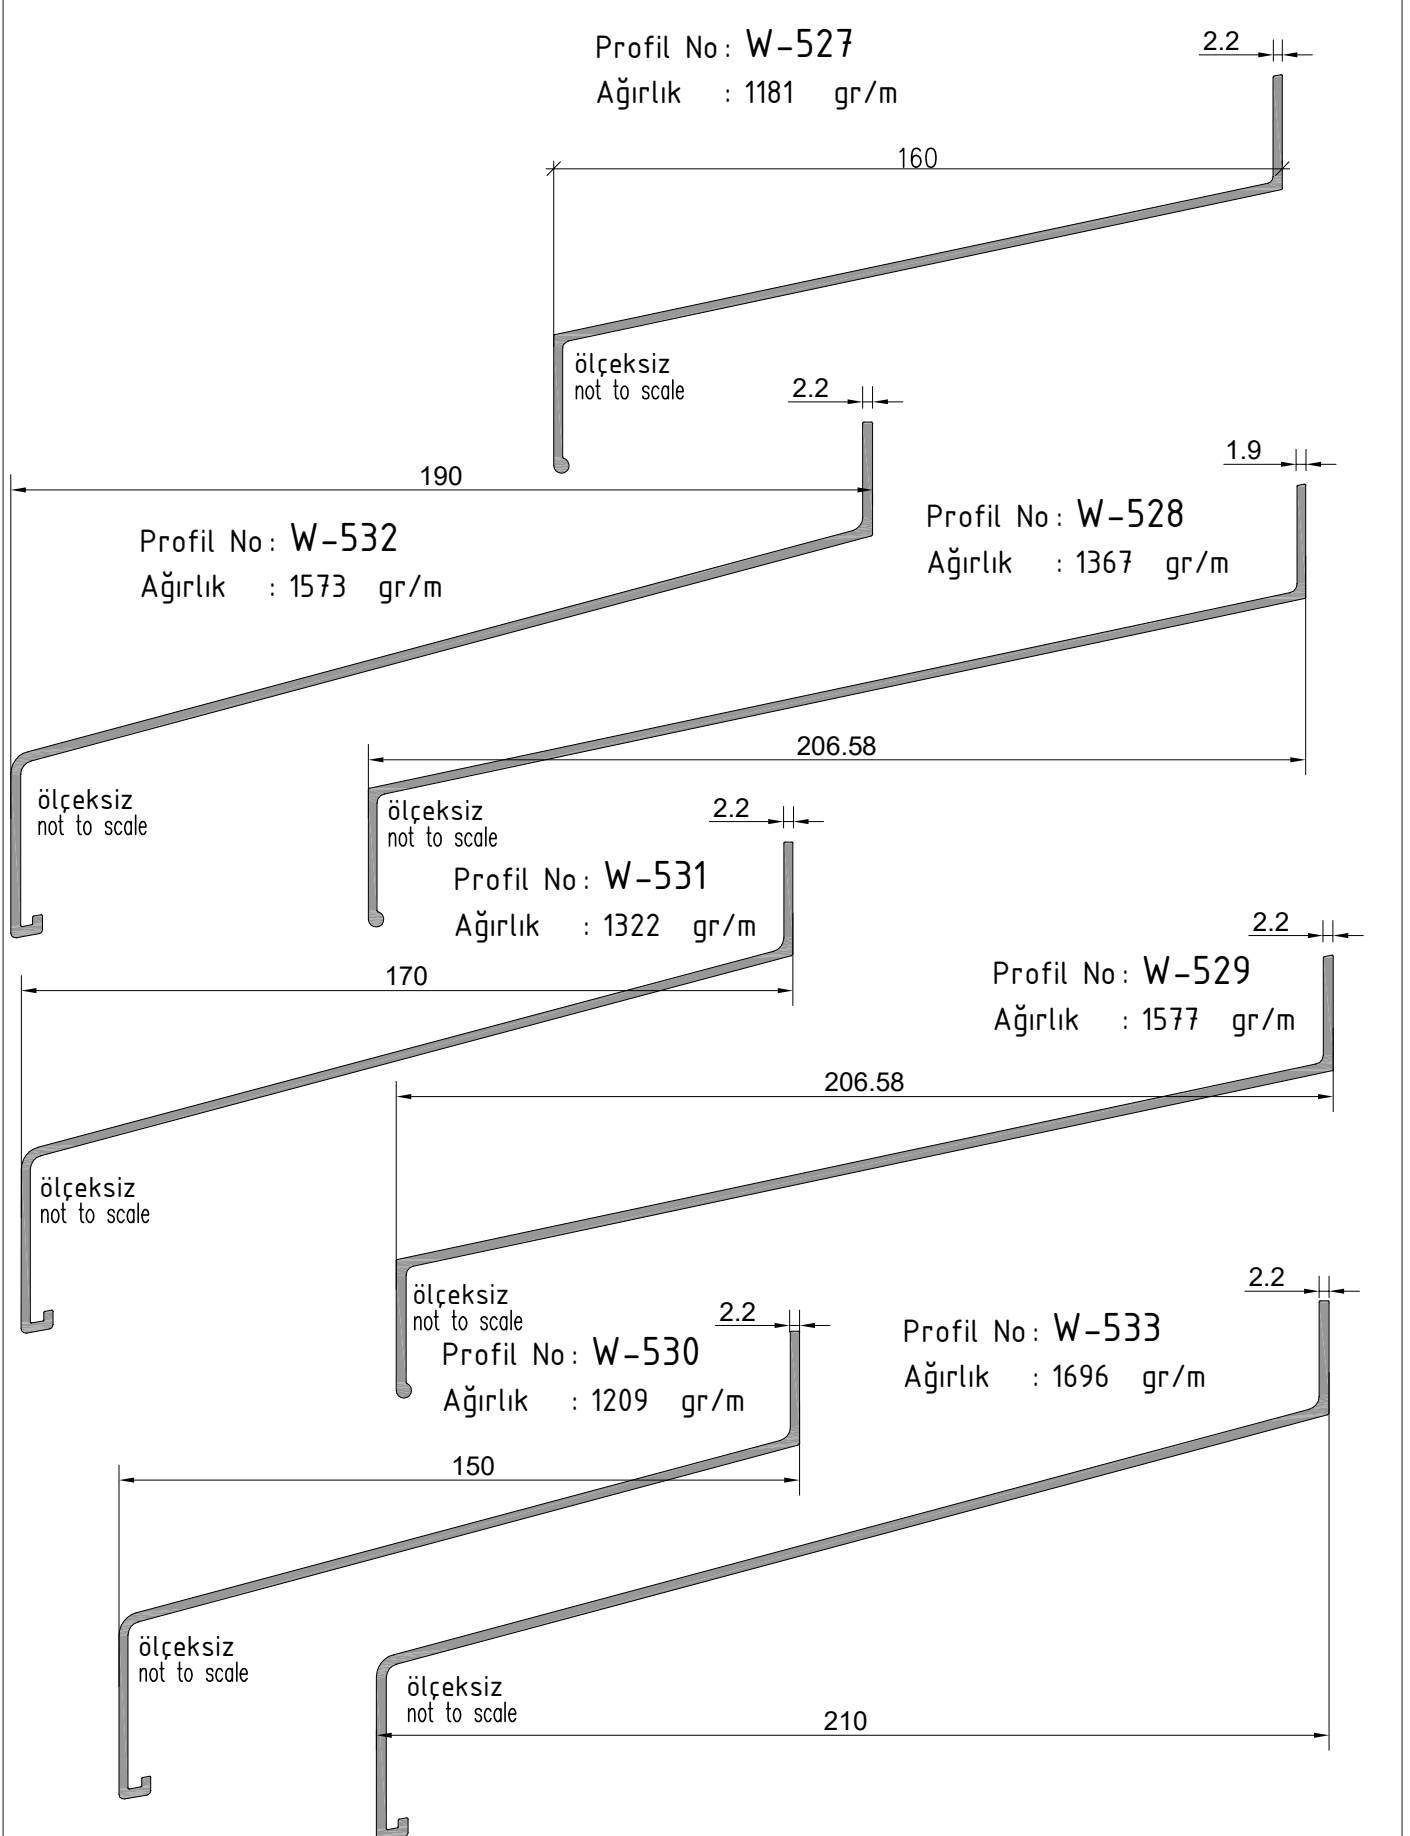 Profil No: W-527
Ağırlık : 1181 gr/m
2.2
160
ölçeksiz
not to scale
2.2
190
Profil No: W-532
Ağırlık : 1573 gr/m
ölçeksiz
not to scale
1.9
Profil No: W-528
Ağırlık : 1367 gr/m
206.58
ölçeksiz
not to scale
2.2
Profil No: W-531
Ağırlık : 1322 gr/m
170
ölçeksiz
not to scale
2.2
Profil No: W-529
Ağırlık : 1577 gr/m
206.58
ölçeksiz
not to scale
2.2
Profil No: W-530
Ağırlık : 1209 gr/m
150
ölçeksiz
not to scale
2.2
Profil No: W-533
Ağırlık : 1696 gr/m
ölçeksiz
not to scale
210